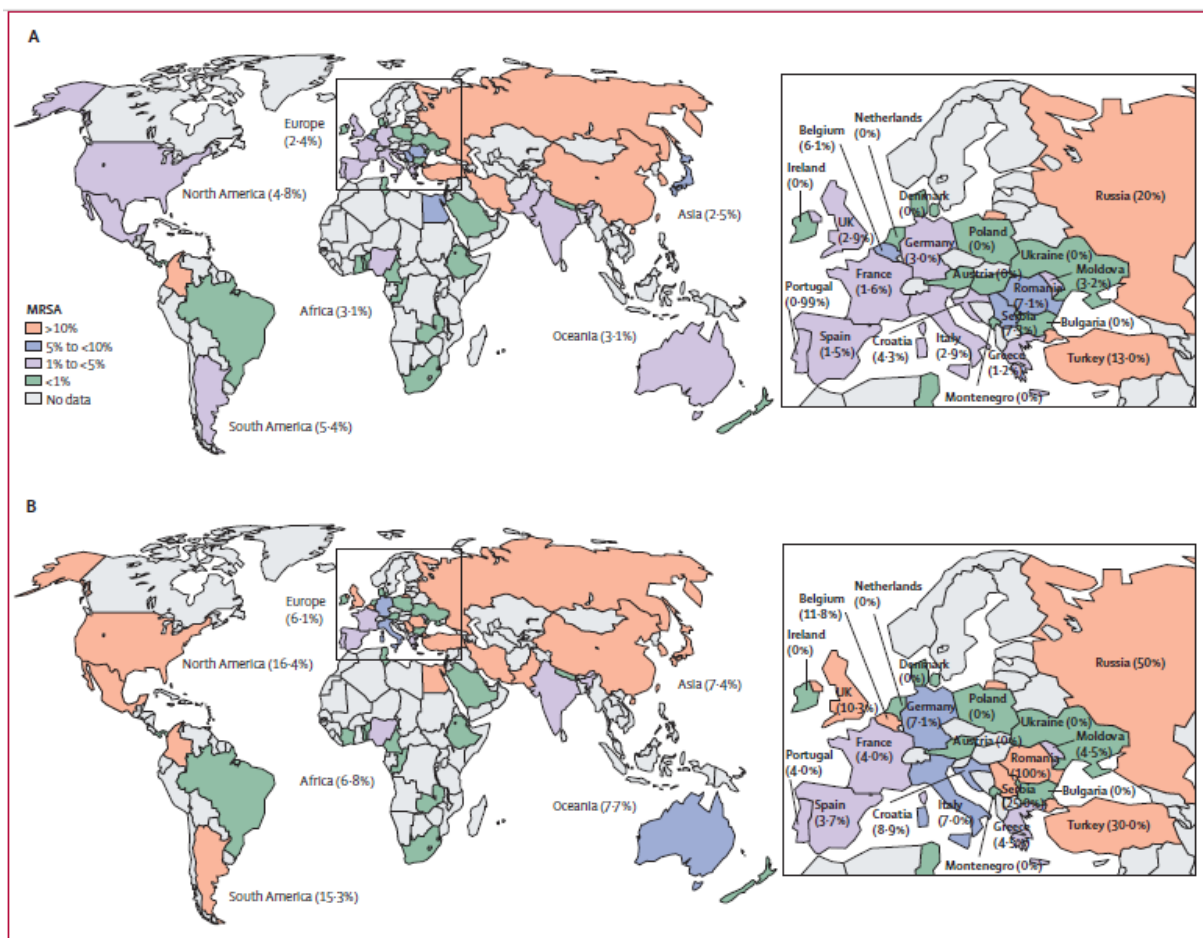 A
Europe
(2·4%)
North America (4·8%)
Asia (2·5%)
Africa (3·1%)
Oceania (3·1%)
South America (5·4%)
MRSA
>10%
5% to <10%
1% to <5%
<1%
No data
Netherlands
(0%)
Belgium
(6·1%)
Ireland
(0%)
Denmark
(0%)
Russia (20%)
UK
(2·9%)
Germany
(3·0%)
Poland
(0%)
Ukraine (0%)
France
(1·6%)
Austria (0%)
Moldova
(3·2%)
Portugal
(0·99%)
Romania
(7·1%)
Serbia
Bulgaria (0%)
Spain
(1·5%)
Croatia
(4·3%)
Italy
(2·9%)
Greece
(1·2%)
Turkey (13·0%)
Montenegro (0%)
B
Europe
(6·1%)
North America (16·4%)
Asia (7·4%)
Africa (6·8%)
Oceania (7·7%)
South America (15·3%)
Netherlands
(0%)
Belgium
(11·8%)
Ireland
(0%)
Denmark
(0%)
Russia (50%)
UK
(10·3%)
Germany
(7·1%)
Poland
(0%)
Ukraine (0%)
France
(4·0%)
Austria (0%)
Moldova
(4·5%)
Portugal
(4·0%)
Romania
(100%)
Serbia
Bulgaria (0%)
Spain
(3·7%)
Croatia
(8·9%)
Italy
(7·0%)
Greece
Turkey (30·0%)
Montenegro (0%)